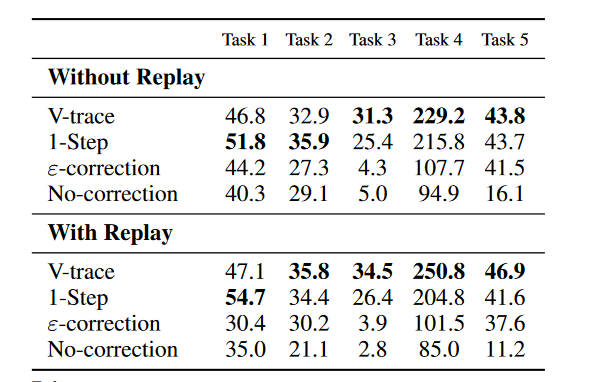 Task 1 Task 2 Task 3 Task 4 Task 5
Without Replay
V-trace 46.8 32.9 31.3 229.2 43.8
1-Step 51.8 35.9 25.4 215.8 43.7
ε-correction 44.2 27.3 4.3 107.7 41.5
No-correction 40.3 29.1 5.0 94.9 16.1
With Replay
V-trace 47.1 35.8 34.5 250.8 46.9
1-Step 54.7 34.4 26.4 204.8 41.6
ε-correction 30.4 30.2 3.9 101.5 37.6
No-correction 35.0 21.1 2.8 85.0 11.2